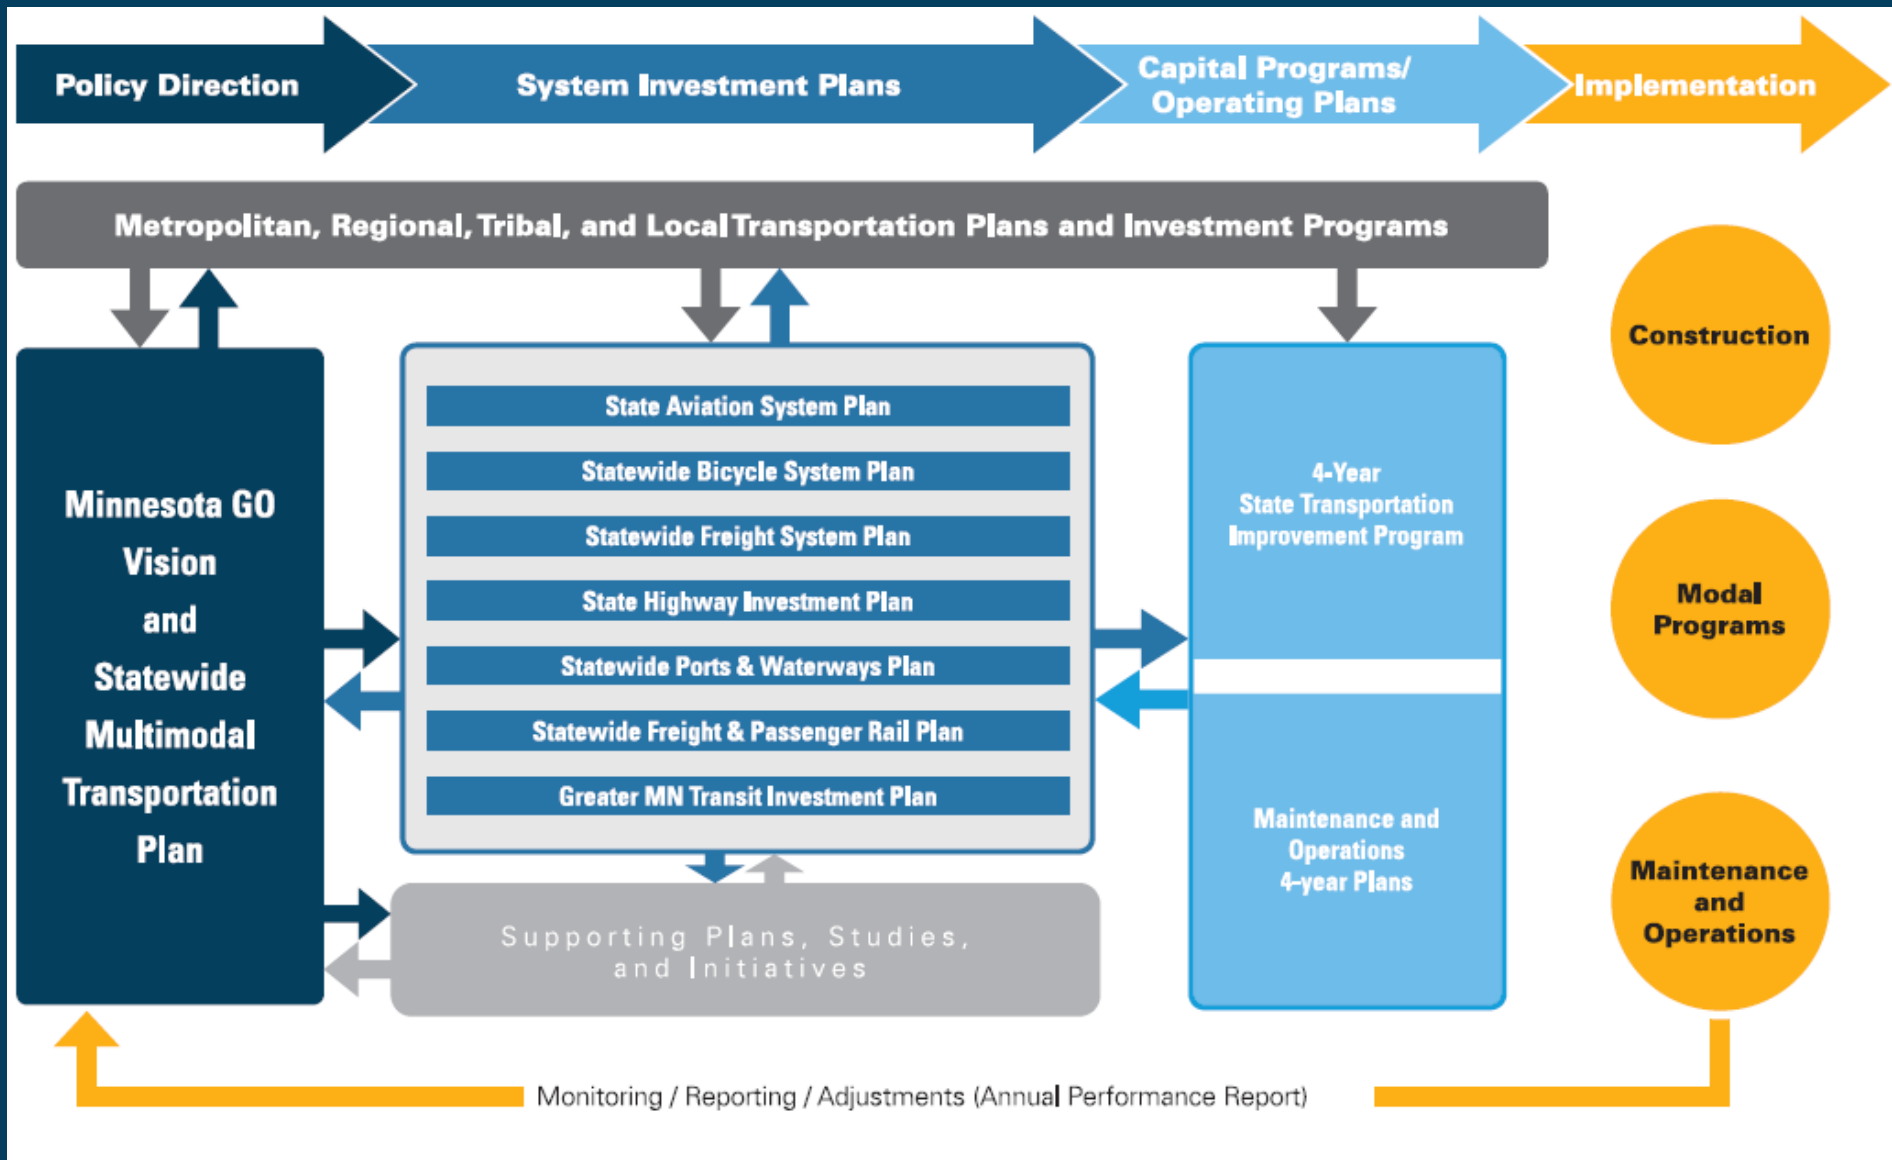 Policy Direction
System Investment Plans
Capital Programs/
Operating Plans
Implementation
Metropolitan, Regional, Tribal, and Local Transportation Plans and Investment Programs
Minnesota GO
Vision
and
Statewide
Multimodal
Transportation
Plan
State Aviation System Plan
Statewide Bicycle System Plan
Statewide Freight System Plan
State Highway Investment Plan
Statewide Ports & Waterways Plan
Statewide Freight & Passenger Rail Plan
Greater MN Transit Investment Plan
Supporting Plans, Studies,
and Initiatives
4-Year
State Transportation
Improvement Program
Maintenance and
Operations
4-year Plans
Construction
Modal
Programs
Maintenance
and
Operations
Monitoring / Reporting / Adjustments (Annual Performance Report)